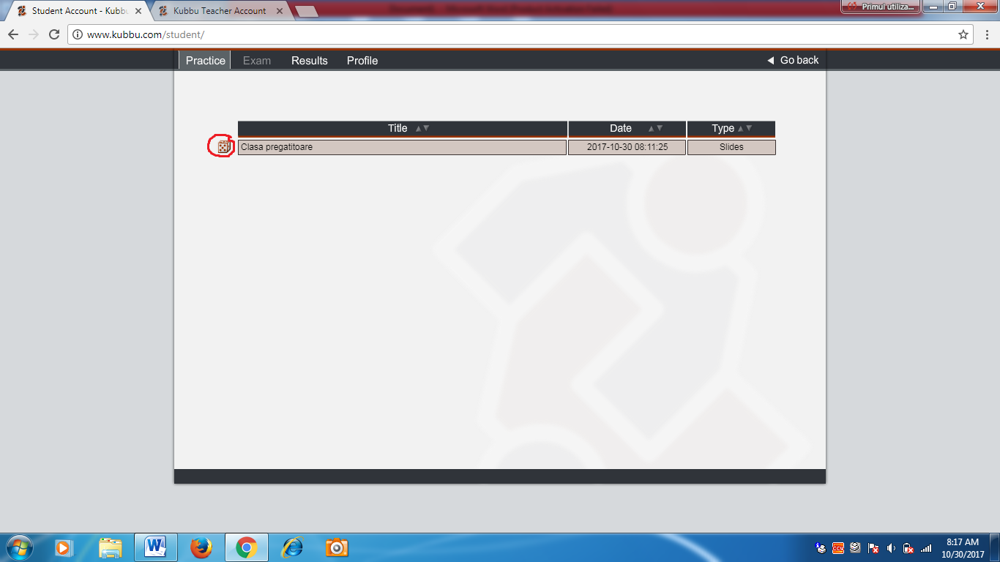 Student Account - Kubbu
Kubbu Teacher Account
Primul utiliza...
www.kubbu.com/student/
Practice Exam Results Profile Go back
Title Date Type
Clasa pregatitoare 2017-10-30 08:11:25 Slides
8:17 AM
10/30/2017